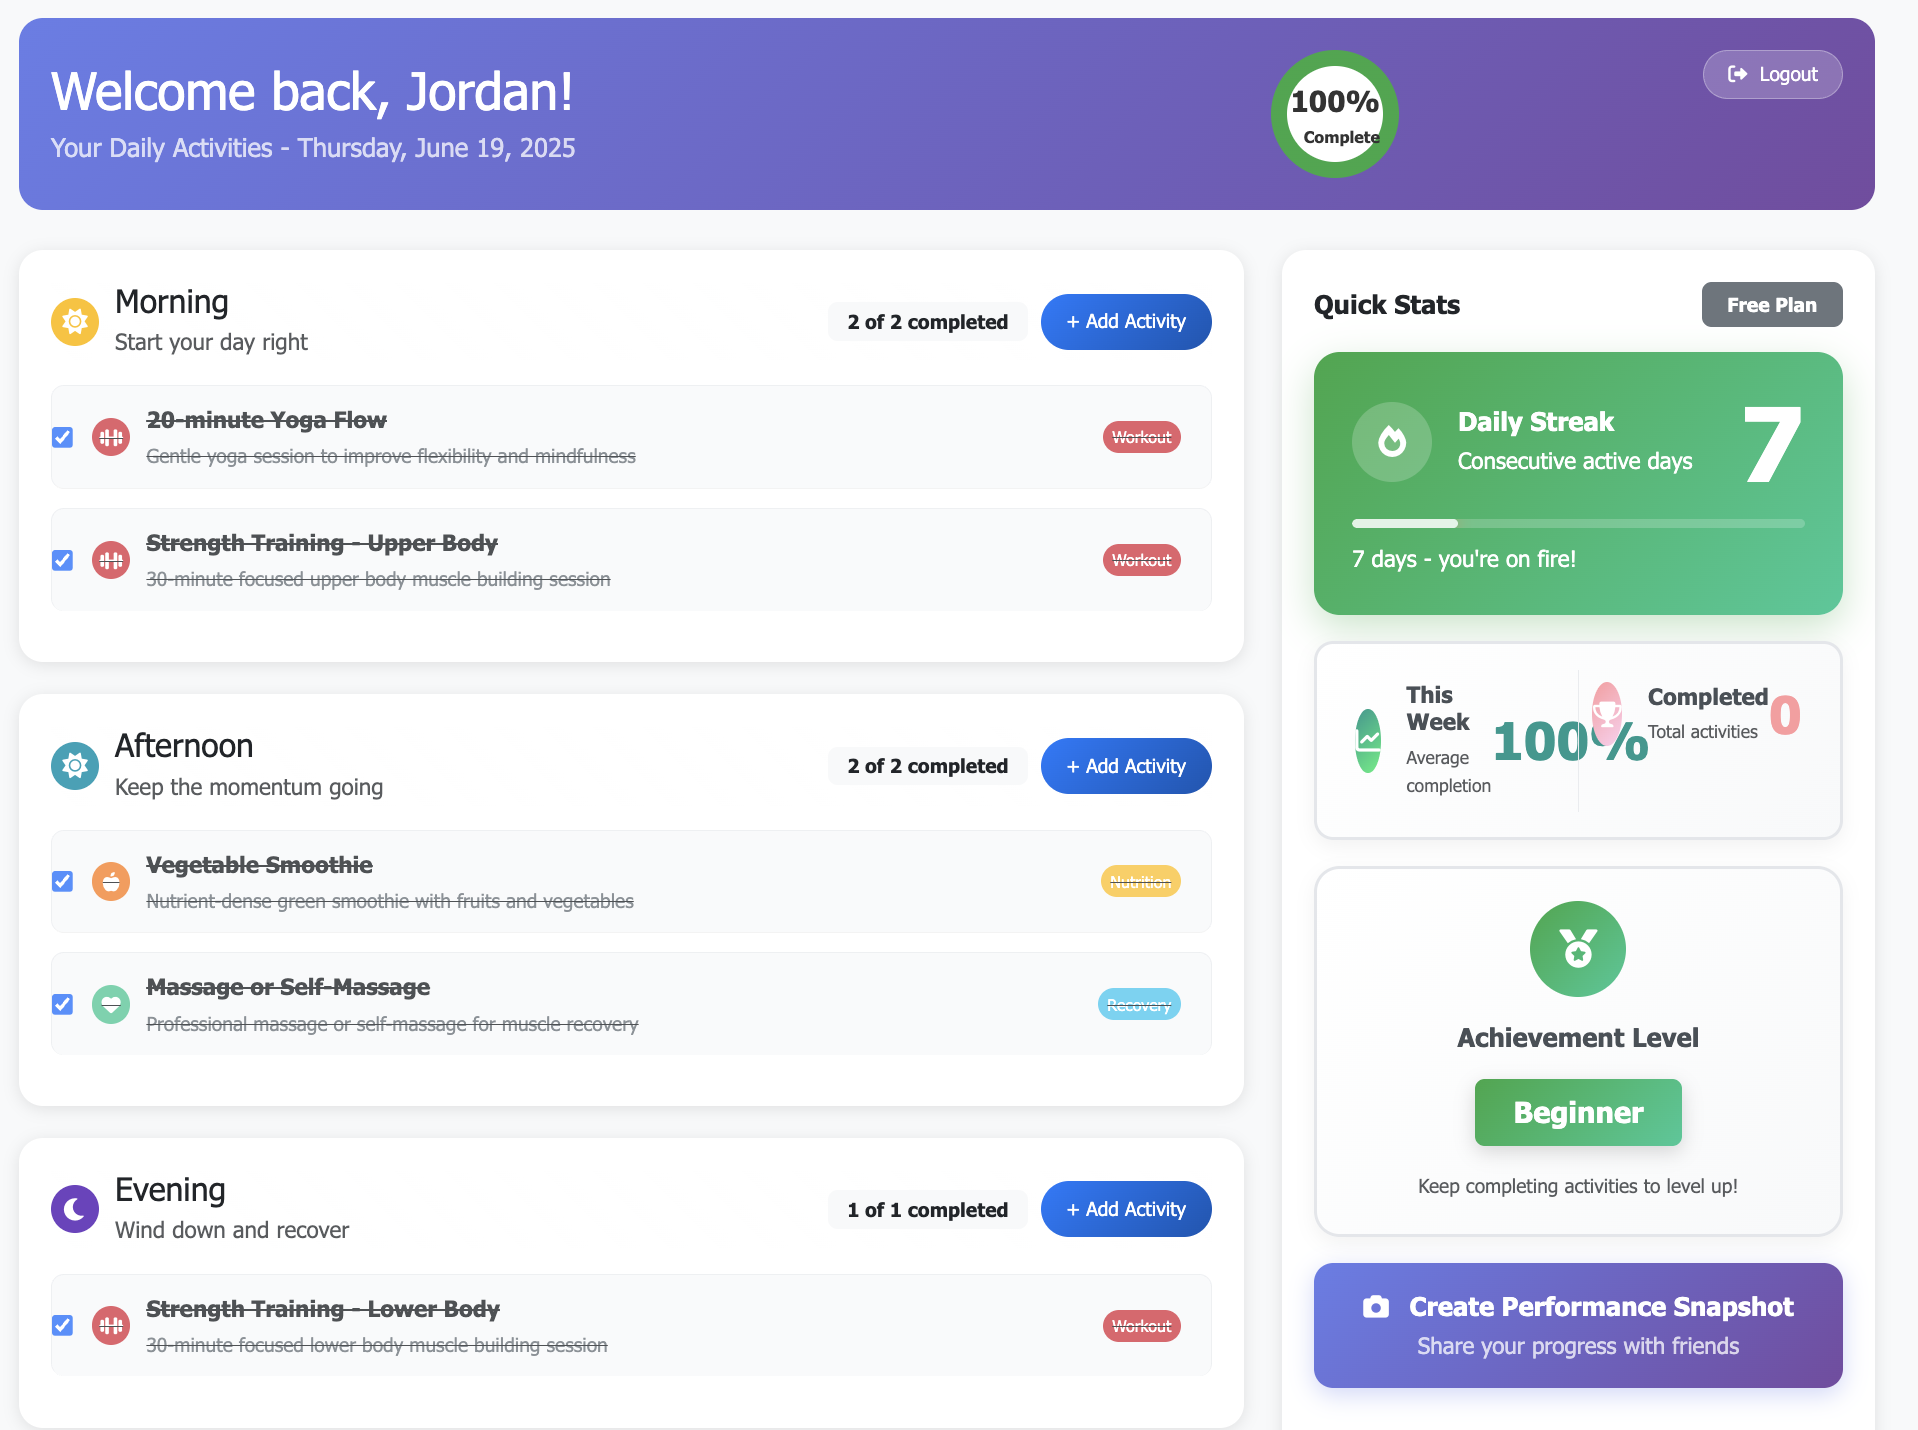 Welcome back, Jordan!
Your Daily Activities - Thursday, June 19, 2025
100%
Complete
Logout
Morning
Start your day right
2 of 2 completed
+ Add Activity
20-minute Yoga Flow
Gentle yoga session to improve flexibility and mindfulness
Workout
Strength Training - Upper Body
30-minute focused upper body muscle building session
Workout
Afternoon
Keep the momentum going
2 of 2 completed
+ Add Activity
Vegetable Smoothie
Nutrient-dense green smoothie with fruits and vegetables
Nutrition
Massage or Self-Massage
Professional massage or self-massage for muscle recovery
Recovery
Evening
Wind down and recover
1 of 1 completed
+ Add Activity
Strength Training - Lower Body
30-minute focused lower body muscle building session
Workout
Quick Stats
Free Plan
Daily Streak
Consecutive active days
7
7 days - you're on fire!
This
Week
Average
completion
100%
Completed
Total activities
0
Achievement Level
Beginner
Keep completing activities to level up!
Create Performance Snapshot
Share your progress with friends